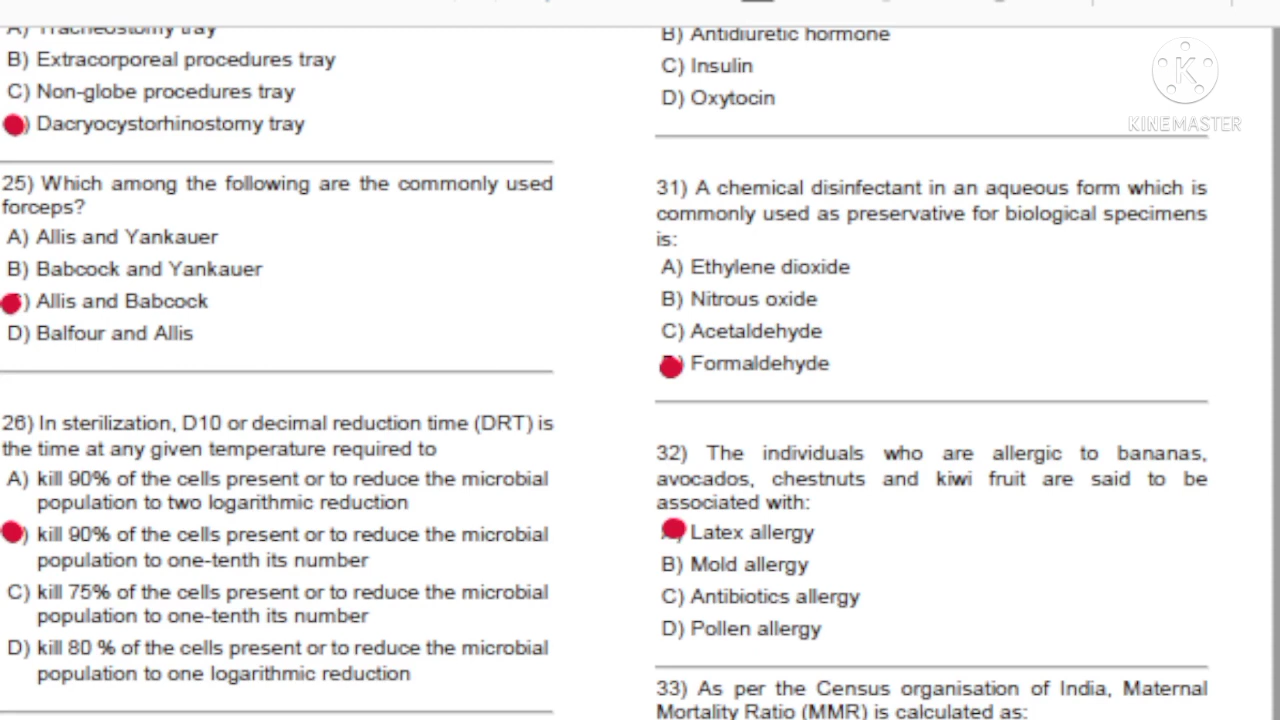 A) Tracheostomy tray
B) Extracorporeal procedures tray
C) Non-globe procedures tray
) Dacryocystorhinostomy tray
25) Which among the following are the commonly used
forceps?
A) Allis and Yankauer
B) Babcock and Yankauer
) Allis and Babcock
D) Balfour and Allis
26) In sterilization, D10 or decimal reduction time (DRT) is
the time at any given temperature required to
A) kill 90% of the cells present or to reduce the microbial
population to two logarithmic reduction
) kill 90% of the cells present or to reduce the microbial
population to one-tenth its number
C) kill 75% of the cells present or to reduce the microbial
population to one-tenth its number
D) kill 80 % of the cells present or to reduce the microbial
population to one logarithmic reduction
B) Antidiuretic hormone
C) Insulin
D) Oxytocin
31) A chemical disinfectant in an aqueous form which is
commonly used as preservative for biological specimens
is:
A) Ethylene dioxide
B) Nitrous oxide
C) Acetaldehyde
) Formaldehyde
32) The individuals who are allergic to bananas,
avocados, chestnuts and kiwi fruit are said to be
associated with:
) Latex allergy
B) Mold allergy
C) Antibiotics allergy
D) Pollen allergy
33) As per the Census organisation of India, Maternal
Mortality Ratio (MMR) is calculated as:
K
KINEMASTER